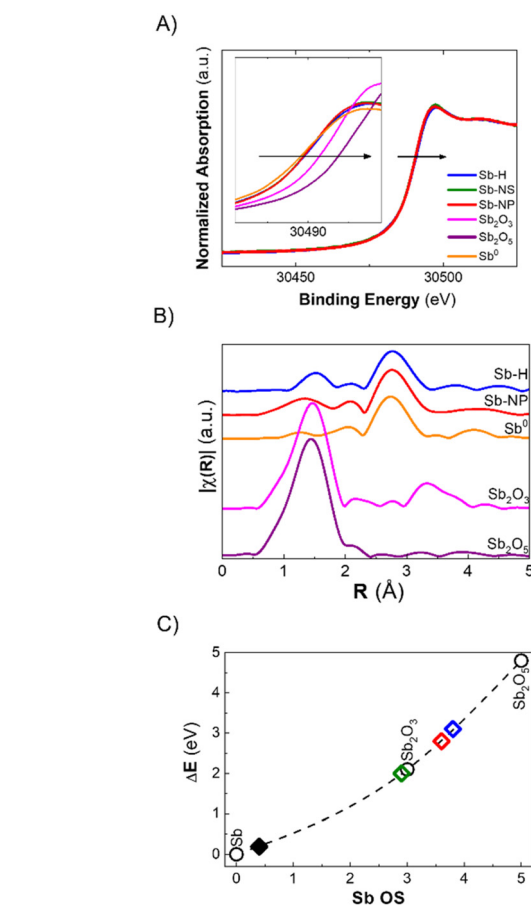 A)
Normalized Absorption (a.u.)
30490
Sb-H
Sb-NS
Sb-NP
Sb₂O₃
Sb₂O₅
Sb⁰
30450
30500
Binding Energy (eV)
B)
|χ(R)| (a.u.)
Sb-H
Sb-NP
Sb⁰
Sb₂O₃
Sb₂O₅
0 1 2 3 4 5
R (Å)
C)
ΔE (eV)
5
4
3
2
1
0
Sb
Sb₂O₃
Sb₂O₅
0 1 2 3 4 5
Sb OS